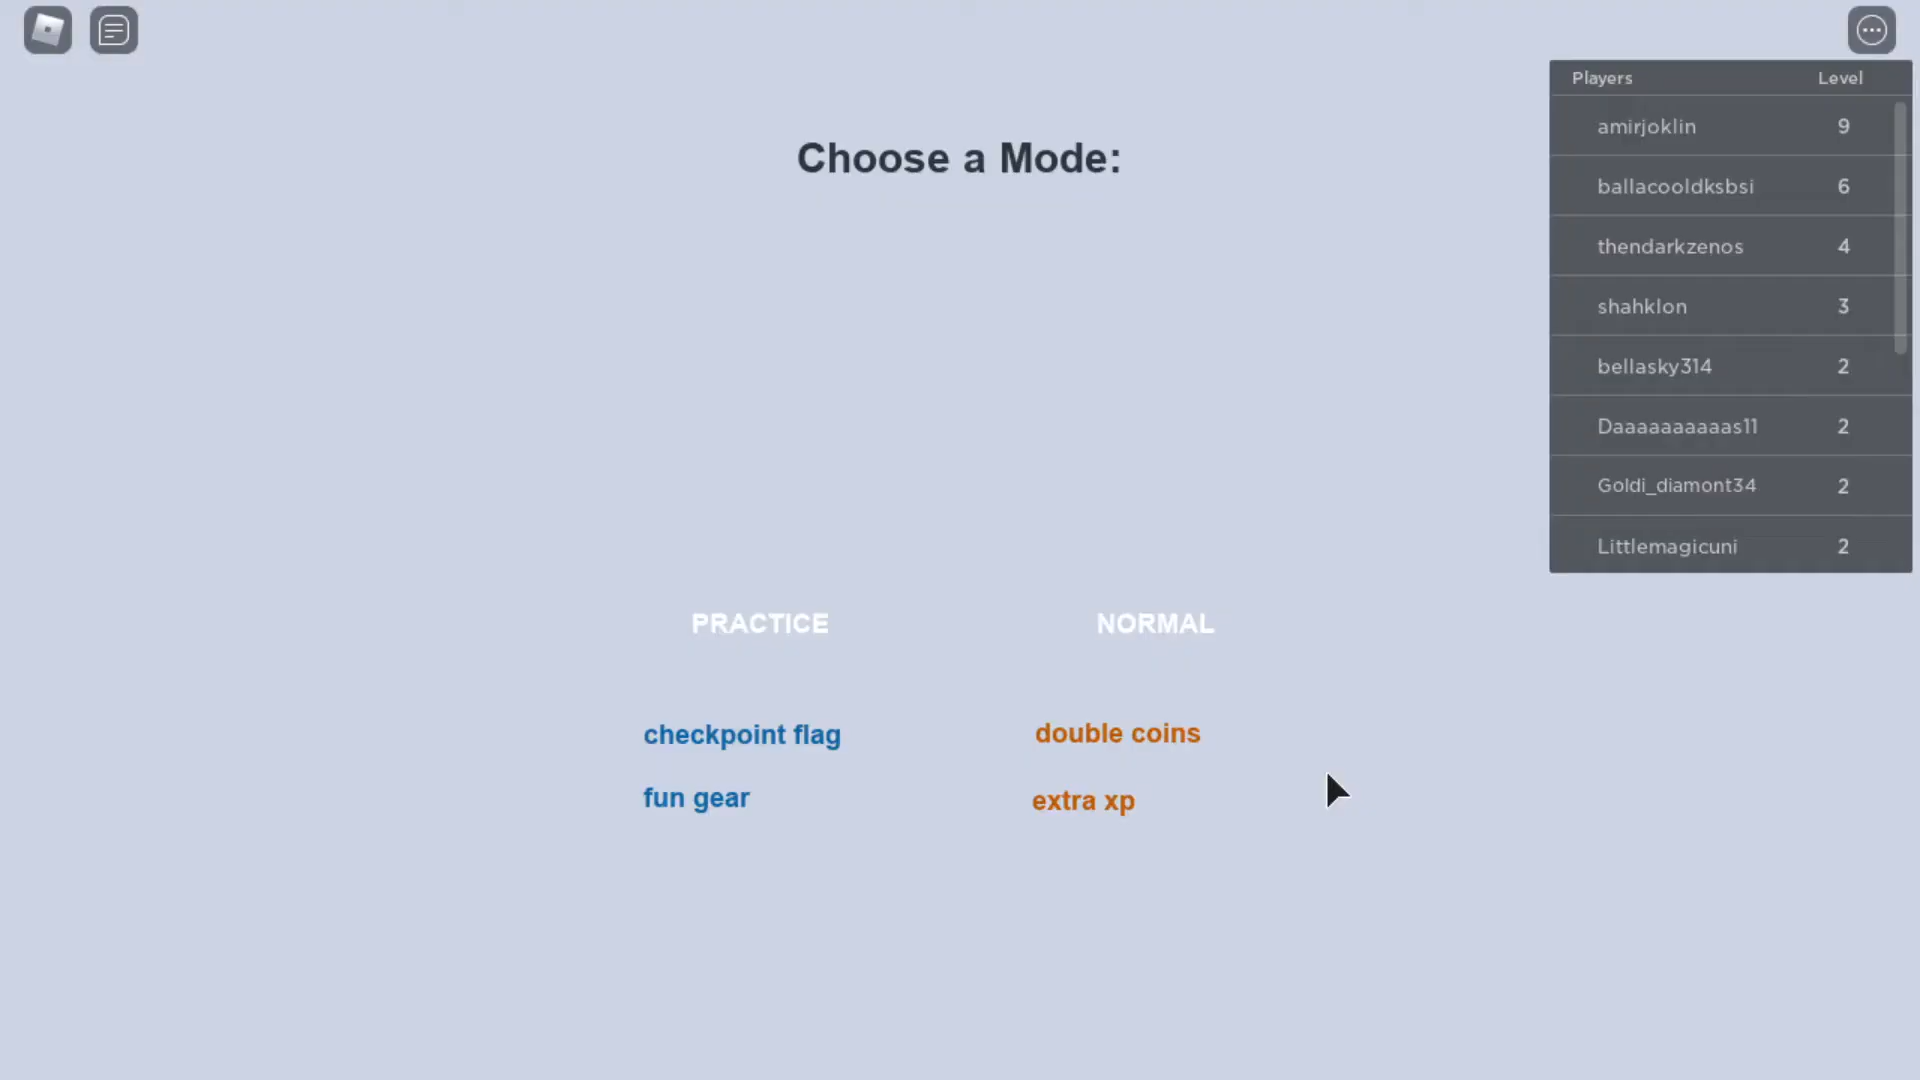 Choose a Mode:
Players Level
amirjoklin 9
ballacooldksbsi 6
thendarkzenos 4
shahklon 3
bellasky314 2
Daaaaaaaaaas11 2
Goldi_diamont34 2
Littlemagicuni 2
PRACTICE NORMAL
checkpoint flag double coins
fun gear extra xp